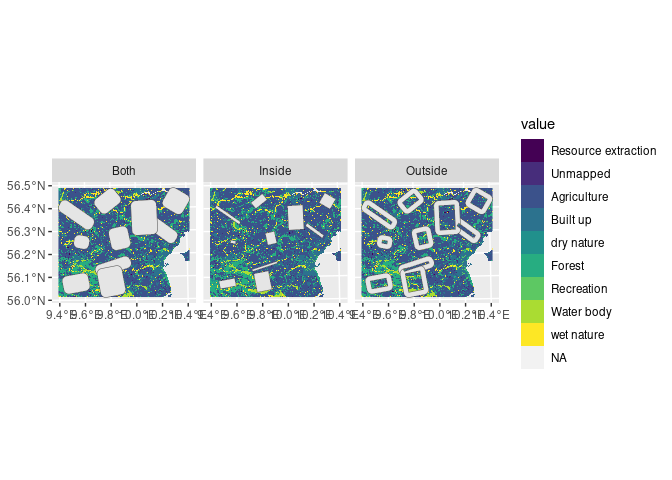 value
Both
Inside
Outside
56.5°N
56.4°N
56.3°N
56.2°N
56.1°N
56.0°N
Resource extraction
Unmapped
Agriculture
Built up
dry nature
Forest
Recreation
Water body
wet nature
NA